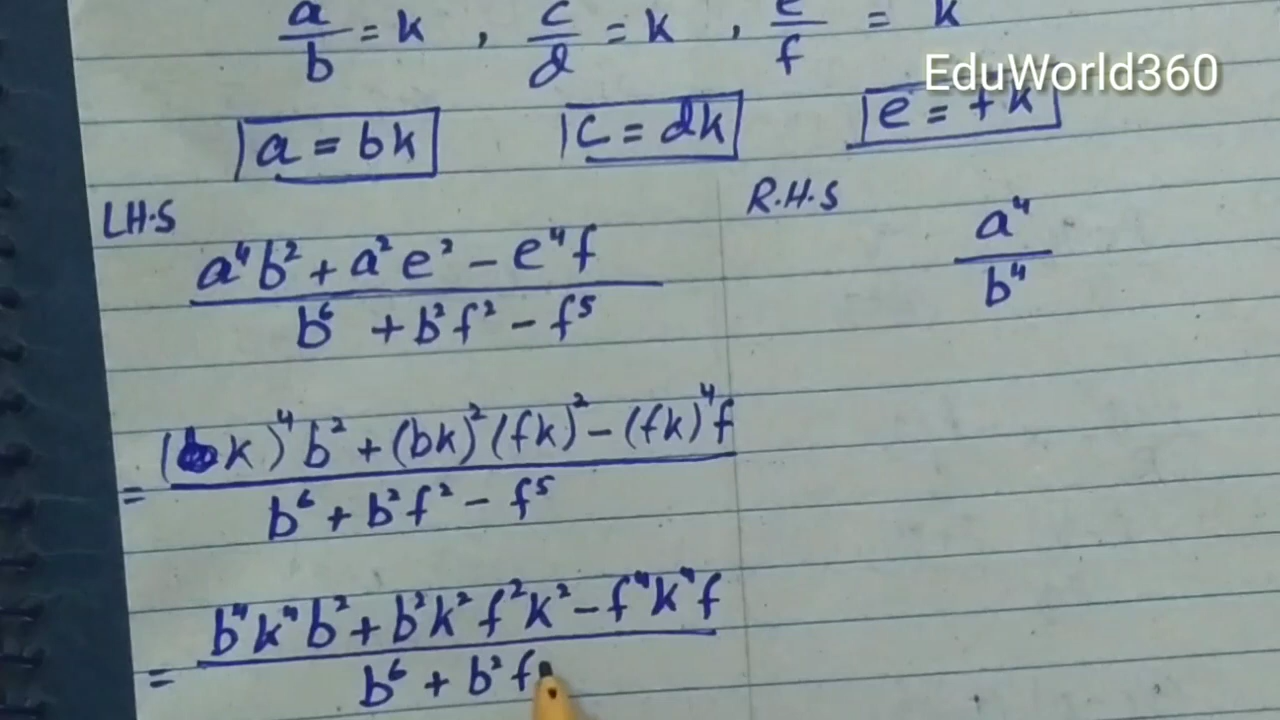 a/b = k , c/d = k , e/f = k
EduWorld360
a = bk c = dk e = fk
L.H.S R.H.S
a⁴b² + a²e² − e⁴f a⁴
b⁶ + b²f² − f⁵ b⁴
(bk)⁴b² + (bk)²(fk)² − (fk)⁴f
= b⁶ + b²f² − f⁵
b⁴k⁴b² + b²k²f²k² − f⁴k⁴f
= b⁶ + b²f